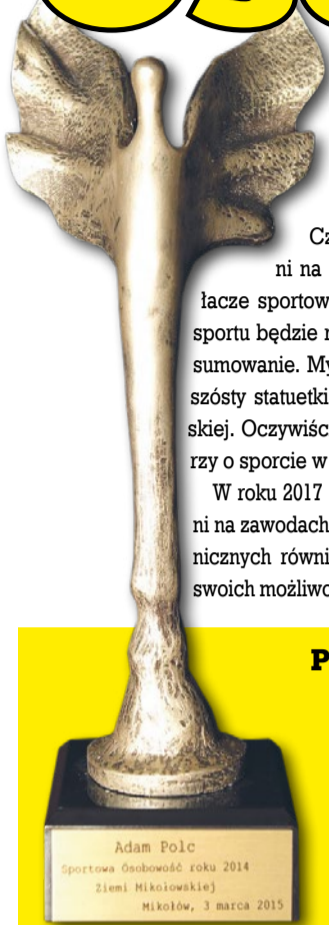 Cz
ni na
łacze sportow
sportu będzie
sumowanie. My
szósty statuetki
skiej. Oczywiśc
rzy o sporcie w
W roku 2017
ni na zawodach
nicznych równi
swoich możliwo
P
Adam Polc
Sportowa Osobowość roku 2014
Ziemi Mikołowskiej
Mikołów, 3 marca 2015